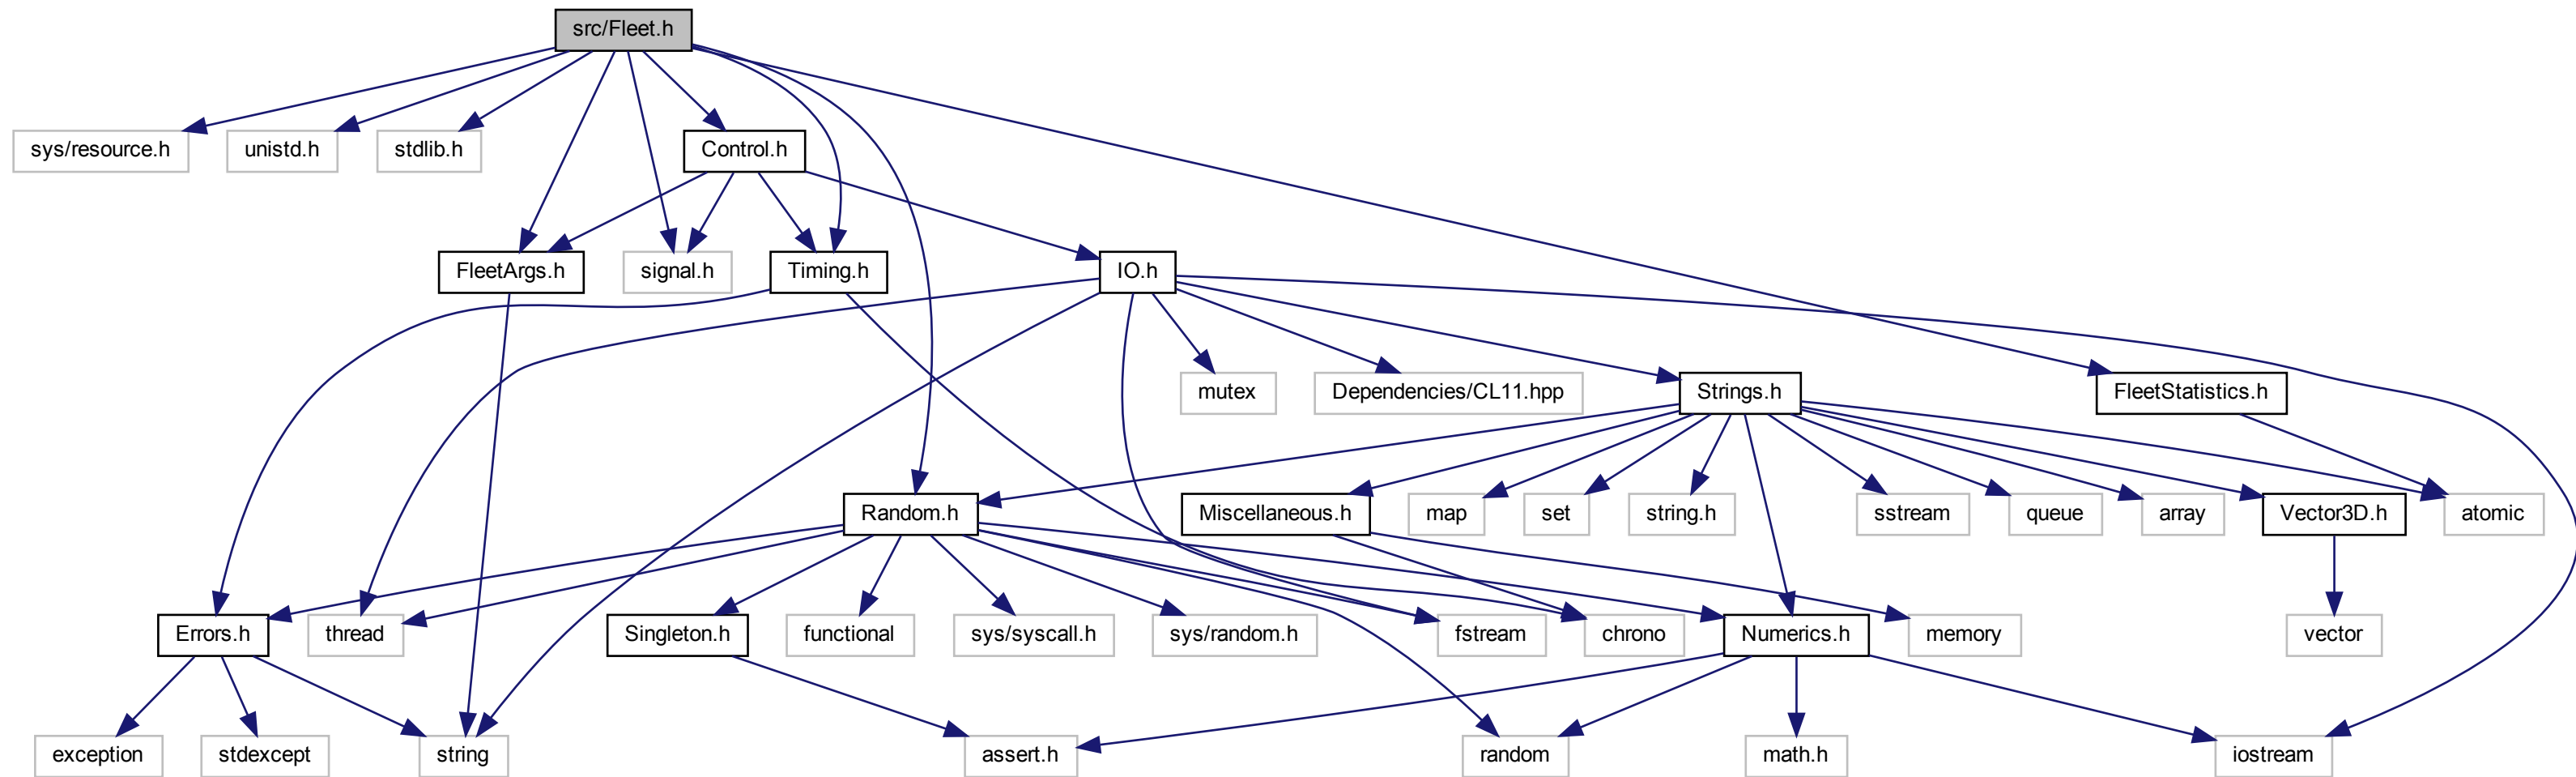 src/Fleet.h
sys/resource.h
unistd.h
stdlib.h
Control.h
FleetArgs.h
signal.h
Timing.h
IO.h
mutex
Dependencies/CL11.hpp
Strings.h
FleetStatistics.h
Random.h
Miscellaneous.h
map
set
string.h
sstream
queue
array
Vector3D.h
atomic
Errors.h
thread
Singleton.h
functional
sys/syscall.h
sys/random.h
fstream
chrono
Numerics.h
memory
vector
exception
stdexcept
string
assert.h
random
math.h
iostream